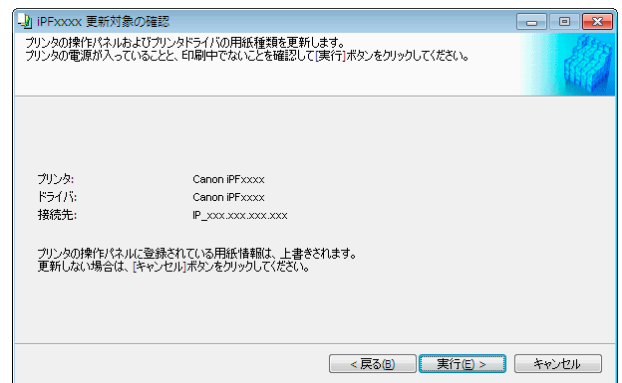 iPFxxxx 更新対象の確認
プリンタの操作パネルおよびプリンタドライバの用紙種類を更新します。
プリンタの電源が入っていることと、印刷中でないことを確認して[実行]ボタンをクリックしてください。
プリンタ: Canon iPFxxxx
ドライバ: Canon iPFxxxx
接続先: IP_xxx.xxx.xxx.xxx
プリンタの操作パネルに登録されている用紙情報は、上書きされます。
更新しない場合は、[キャンセル]ボタンをクリックしてください。
< 戻る(B) 実行(E) > キャンセル